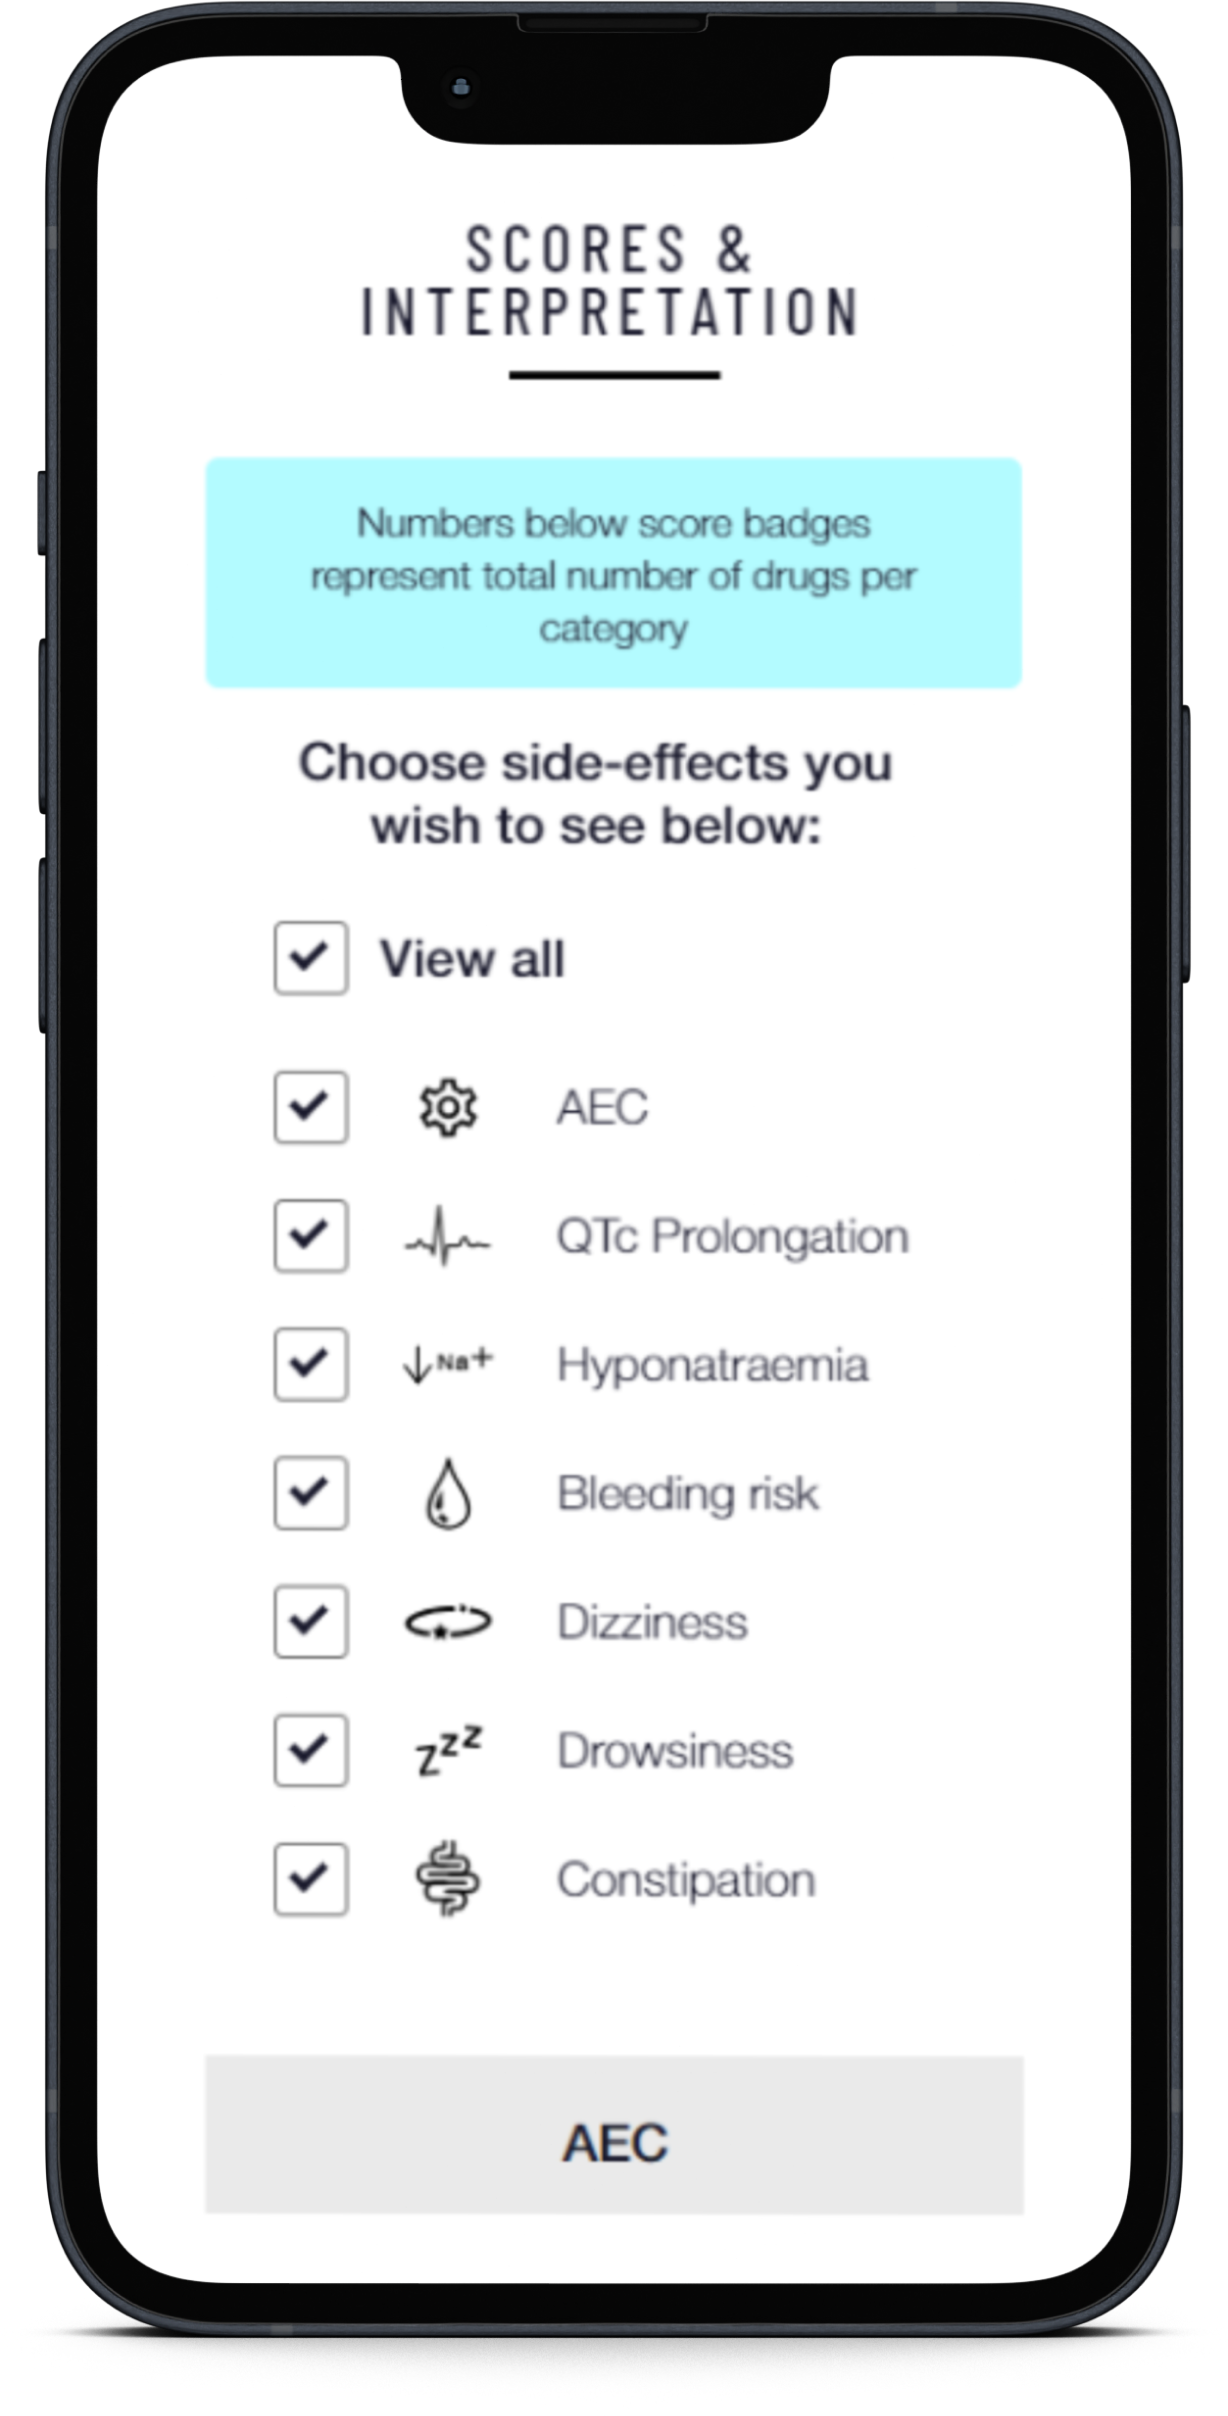 SCORES &
INTERPRETATION
Numbers below score badges
represent total number of drugs per
category
Choose side-effects you
wish to see below:
View all
AEC
QTc Prolongation
Na+ Hyponatraemia
Bleeding risk
Dizziness
zzz Drowsiness
Constipation
AEC